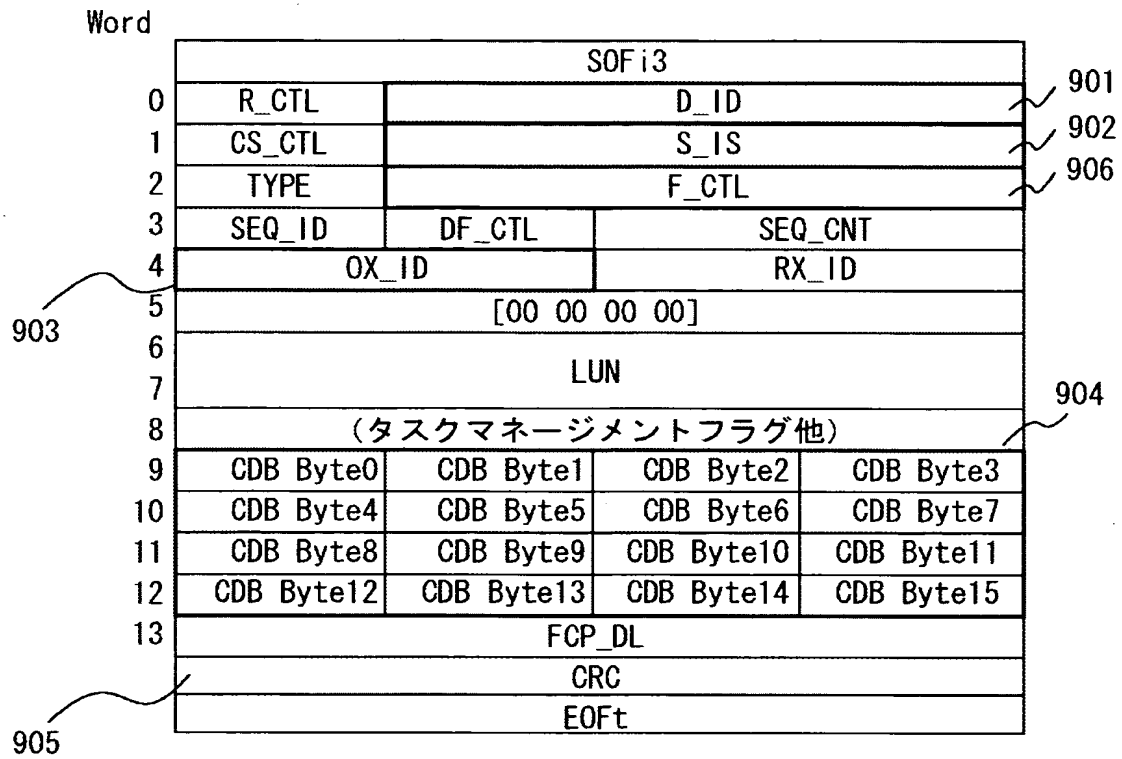 Word
SOFi3
0 R_CTL D_ID 901
1 CS_CTL S_IS 902
2 TYPE F_CTL 906
3 SEQ_ID DF_CTL SEQ_CNT
4 OX_ID RX_ID
903
5 [00 00 00 00]
6
LUN
7
904
8 (タスクマネージメントフラグ他)
9 CDB Byte0 CDB Byte1 CDB Byte2 CDB Byte3
10 CDB Byte4 CDB Byte5 CDB Byte6 CDB Byte7
11 CDB Byte8 CDB Byte9 CDB Byte10 CDB Byte11
12 CDB Byte12 CDB Byte13 CDB Byte14 CDB Byte15
13 FCP_DL
CRC
905
EOFt